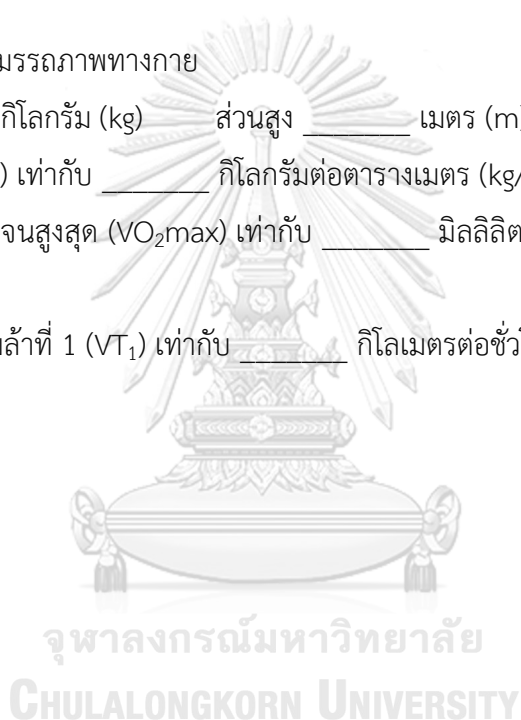 มรรถภาพทางกาย
กิโลกรัม (kg) ส่วนสูง _______ เมตร (m)
) เท่ากับ _______ กิโลกรัมต่อตารางเมตร (kg/
จนสูงสุด (VO₂max) เท่ากับ _______ มิลลิลิต
ล้าที่ 1 (VT₁) เท่ากับ _______ กิโลเมตรต่อชั่วโ
จุฬาลงกรณ์มหาวิทยาลัย
CHULALONGKORN UNIVERSITY